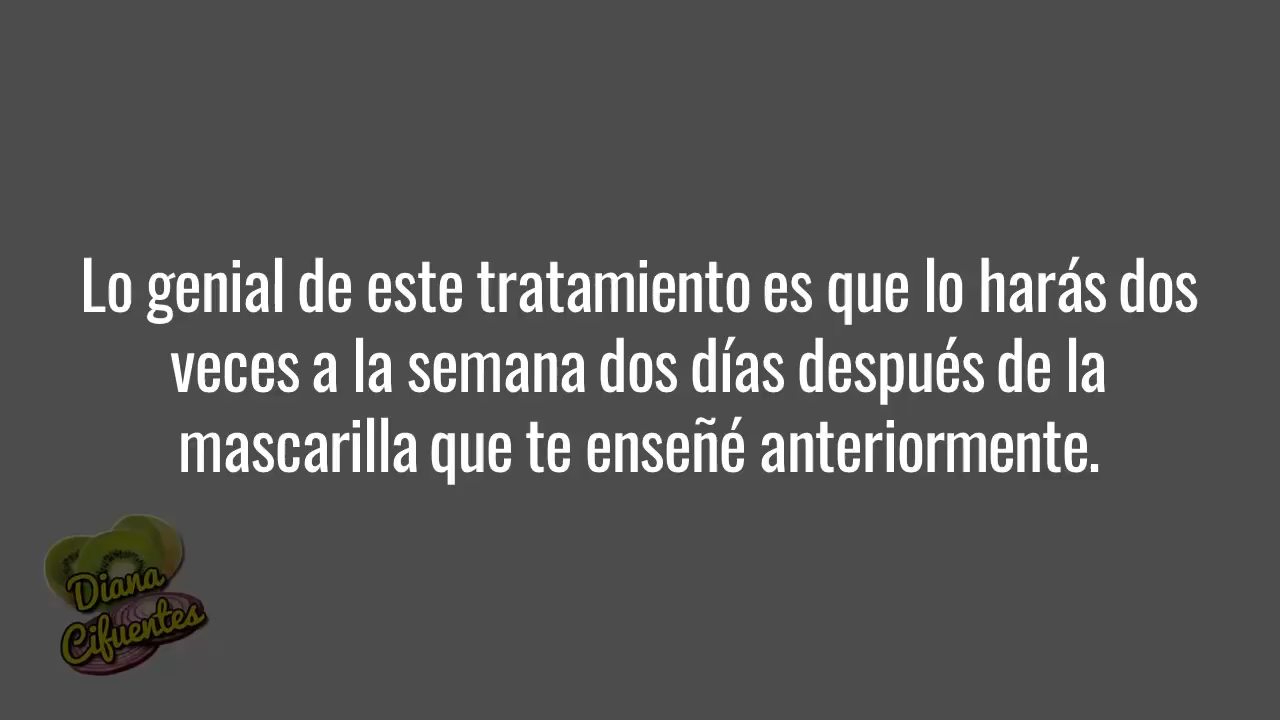 Lo genial de este tratamiento es que lo harás dos
veces a la semana dos días después de la
mascarilla que te enseñé anteriormente.
Diana
Cifuentes